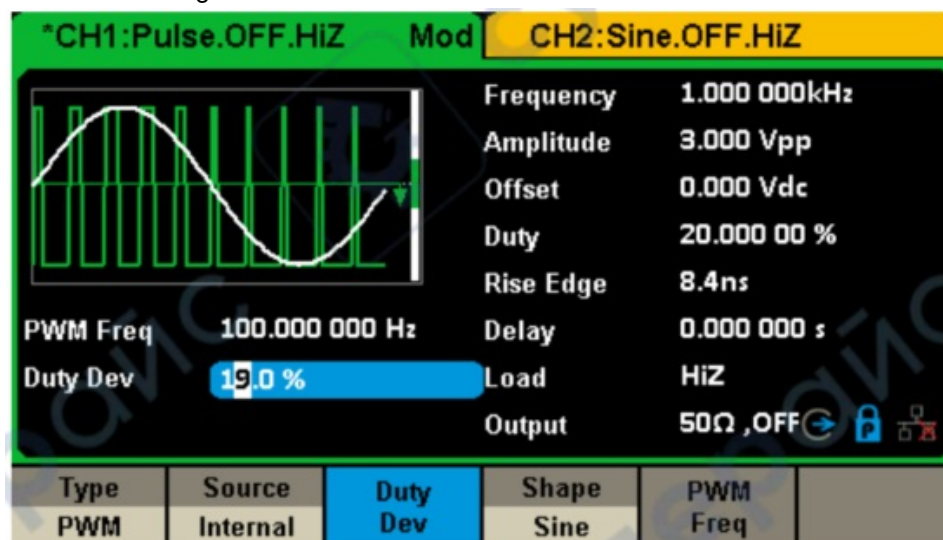 *CH1:Pulse.OFF.HiZ Mod CH2:Sine.OFF.HiZ
Frequency 1.000 000kHz
Amplitude 3.000 Vpp
Offset 0.000 Vdc
Duty 20.000 00 %
Rise Edge 8.4ns
PWM Freq 100.000 000 Hz Delay 0.000 000 s
Duty Dev 19.0 % Load HiZ
Output 50Ω ,OFF P
Type Source Duty Dev Shape PWM Freq
PWM Internal Sine